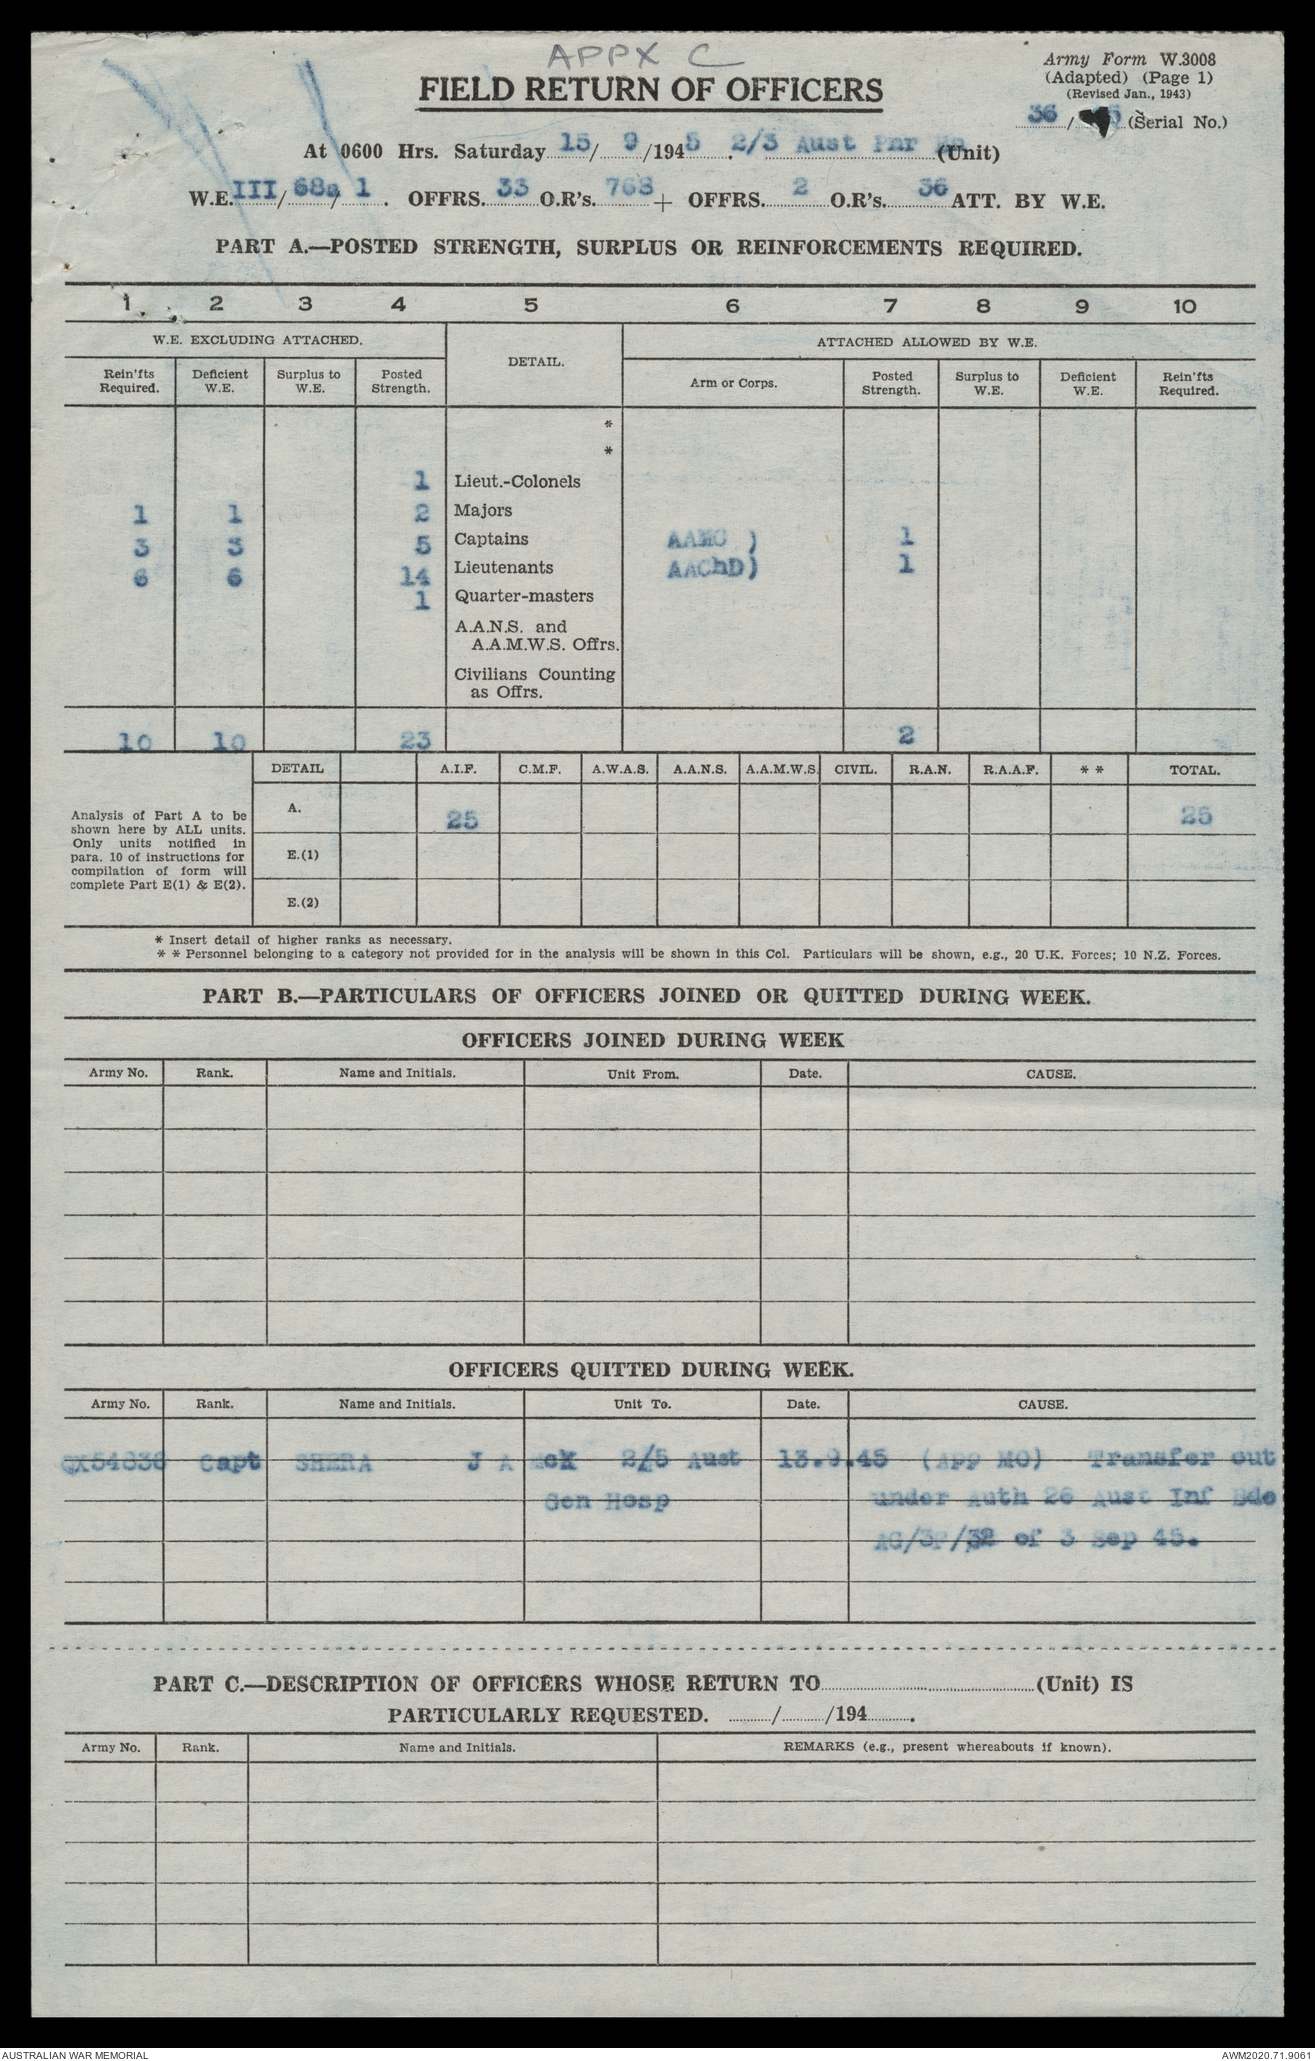 APPX C
Army Form W.3008
(Adapted) (Page 1)
(Revised Jan., 1943)
36 / (Serial No.)
FIELD RETURN OF OFFICERS
At 0600 Hrs. Saturday 15/ 9 /1945. 2/3 Aust Pnr Bn (Unit)
W.E. III/ 68a/ 1 . OFFRS. 33 O.R's. 768 + OFFRS. 2 O.R's. 36 ATT. BY W.E.
PART A.—POSTED STRENGTH, SURPLUS OR REINFORCEMENTS REQUIRED.
1 2 3 4 5 6 7 8 9 10
W.E. EXCLUDING ATTACHED. DETAIL. ATTACHED ALLOWED BY W.E.
Rein'fts Required. Deficient W.E. Surplus to W.E. Posted Strength. Arm or Corps. Posted Strength. Surplus to W.E. Deficient W.E. Rein'fts Required.
*
*
1 Lieut.-Colonels
1 1 2 Majors
3 3 5 Captains AAMC ) 1
6 6 14 Lieutenants AAChD) 1
1 Quarter-masters
A.A.N.S. and
A.A.M.W.S. Offrs.
Civilians Counting
as Offrs.
10 10 23 2
DETAIL A.I.F. C.M.F. A.W.A.S. A.A.N.S. A.A.M.W.S. CIVIL. R.A.N. R.A.A.F. * * TOTAL.
Analysis of Part A to be
shown here by ALL units.
Only units notified in
para. 10 of instructions for
compilation of form will
complete Part E(1) & E(2).
A. 25 25
E.(1)
E.(2)
* Insert detail of higher ranks as necessary.
* * Personnel belonging to a category not provided for in the analysis will be shown in this Col. Particulars will be shown, e.g., 20 U.K. Forces; 10 N.Z. Forces.
PART B.—PARTICULARS OF OFFICERS JOINED OR QUITTED DURING WEEK.
OFFICERS JOINED DURING WEEK
Army No. Rank. Name and Initials. Unit From. Date. CAUSE.
OFFICERS QUITTED DURING WEEK.
Army No. Rank. Name and Initials. Unit To. Date. CAUSE.
Capt SHERA J A McK 2/5 Aust 13.9.45 (App MO) Transfer out
Gen Hosp under Auth 26 Aust Inf Bde
of 3 Sep 45.
PART C.—DESCRIPTION OF OFFICERS WHOSE RETURN TO (Unit) IS
PARTICULARLY REQUESTED. / /194 .
Army No. Rank. Name and Initials. REMARKS (e.g., present whereabouts if known).
AUSTRALIAN WAR MEMORIAL AWM2020.71.9061